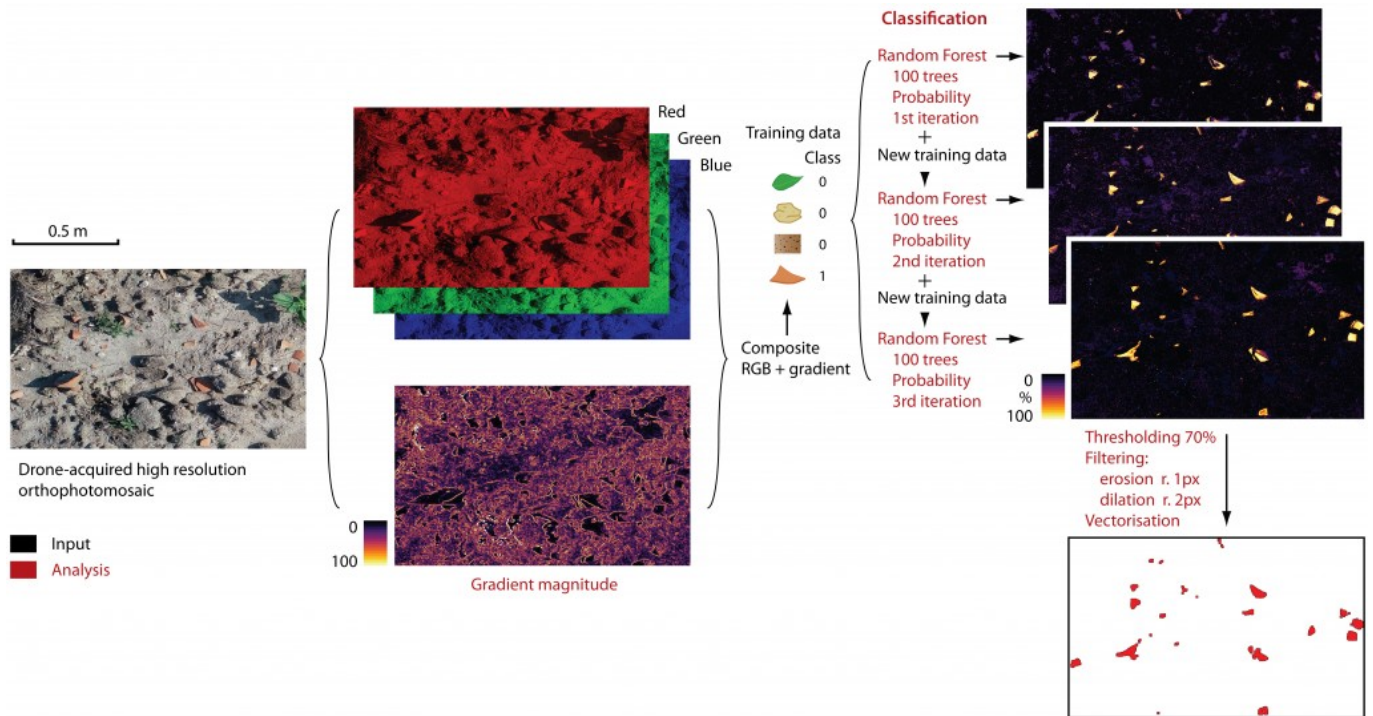 0.5 m
Drone-acquired high resolution
orthophotomosaic
Input
Analysis
Red
Green
Blue
0
100
Gradient magnitude
Training data
Class
0
0
0
1
Composite
RGB + gradient
Classification
Random Forest
100 trees
Probability
1st iteration
+
New training data
Random Forest
100 trees
Probability
2nd iteration
+
New training data
Random Forest
100 trees
Probability
3rd iteration
0
%
100
Thresholding 70%
Filtering:
erosion r. 1px
dilation r. 2px
Vectorisation